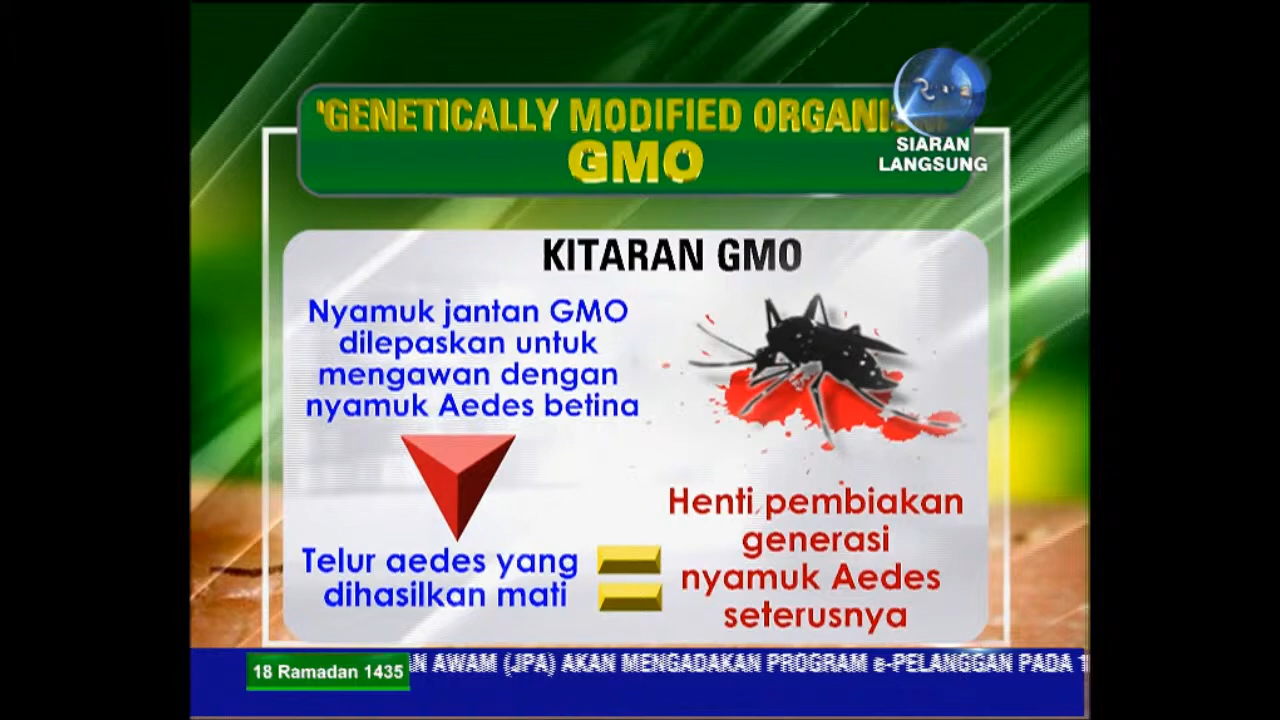 'GENETICALLY MODIFIED
GMO
SIARAN
LANGSUNG
KITARAN GMO
Nyamuk jantan GMO
dilepaskan untuk
mengawan dengan
nyamuk Aedes betina
Telur aedes yang
dihasilkan mati
Henti pembiakan
generasi
nyamuk Aedes
seterusnya
18 Ramadan 1435
AWAM (JPA) AKAN MENGADAKAN PROGRAM e-PELANGGAN PADA